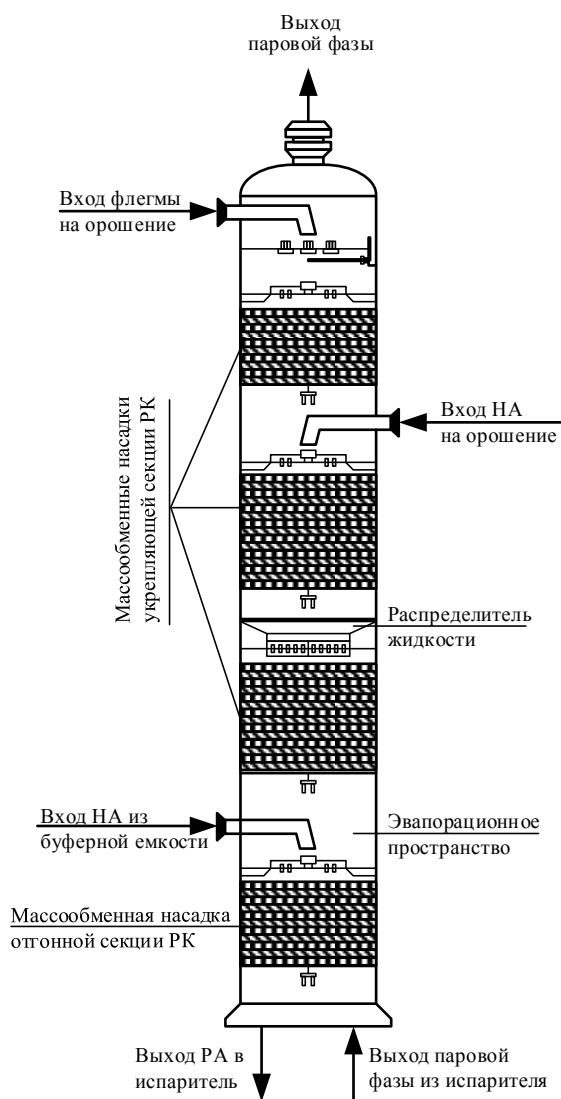 Выход
паровой фазы
Вход флегмы
на орошение
Вход НА
на орошение
Массообменные насадки
укрепляющей секции РК
Распределитель
жидкости
Вход НА из
буферной емкости
Эвапорационное
пространство
Массообменная насадка
отгонной секции РК
Выход РА в
испаритель
Выход паровой
фазы из испарителя